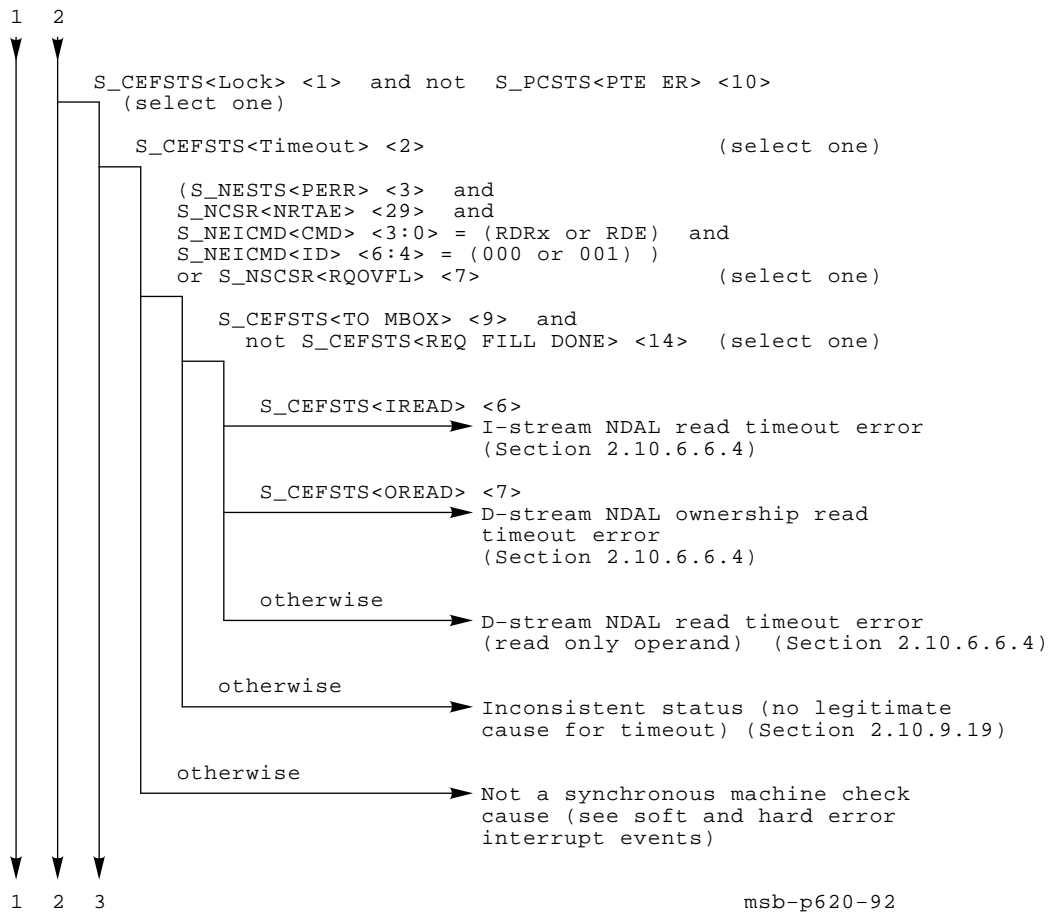 1 2
S_CEFSTS<Lock> <1> and not S_PCSTS<PTE ER> <10>
(select one)
S_CEFSTS<Timeout> <2> (select one)
(S_NESTS<PERR> <3> and
S_NCSR<NRTAE> <29> and
S_NEICMD<CMD> <3:0> = (RDRx or RDE) and
S_NEICMD<ID> <6:4> = (000 or 001) )
or S_NSCSR<RQOVFL> <7> (select one)
S_CEFSTS<TO MBOX> <9> and
not S_CEFSTS<REQ FILL DONE> <14> (select one)
S_CEFSTS<IREAD> <6>
I-stream NDAL read timeout error
(Section 2.10.6.6.4)
S_CEFSTS<OREAD> <7>
D-stream NDAL ownership read
timeout error
(Section 2.10.6.6.4)
otherwise
D-stream NDAL read timeout error
(read only operand) (Section 2.10.6.6.4)
otherwise
Inconsistent status (no legitimate
cause for timeout) (Section 2.10.9.19)
otherwise
Not a synchronous machine check
cause (see soft and hard error
interrupt events)
1 2 3 msb-p620-92